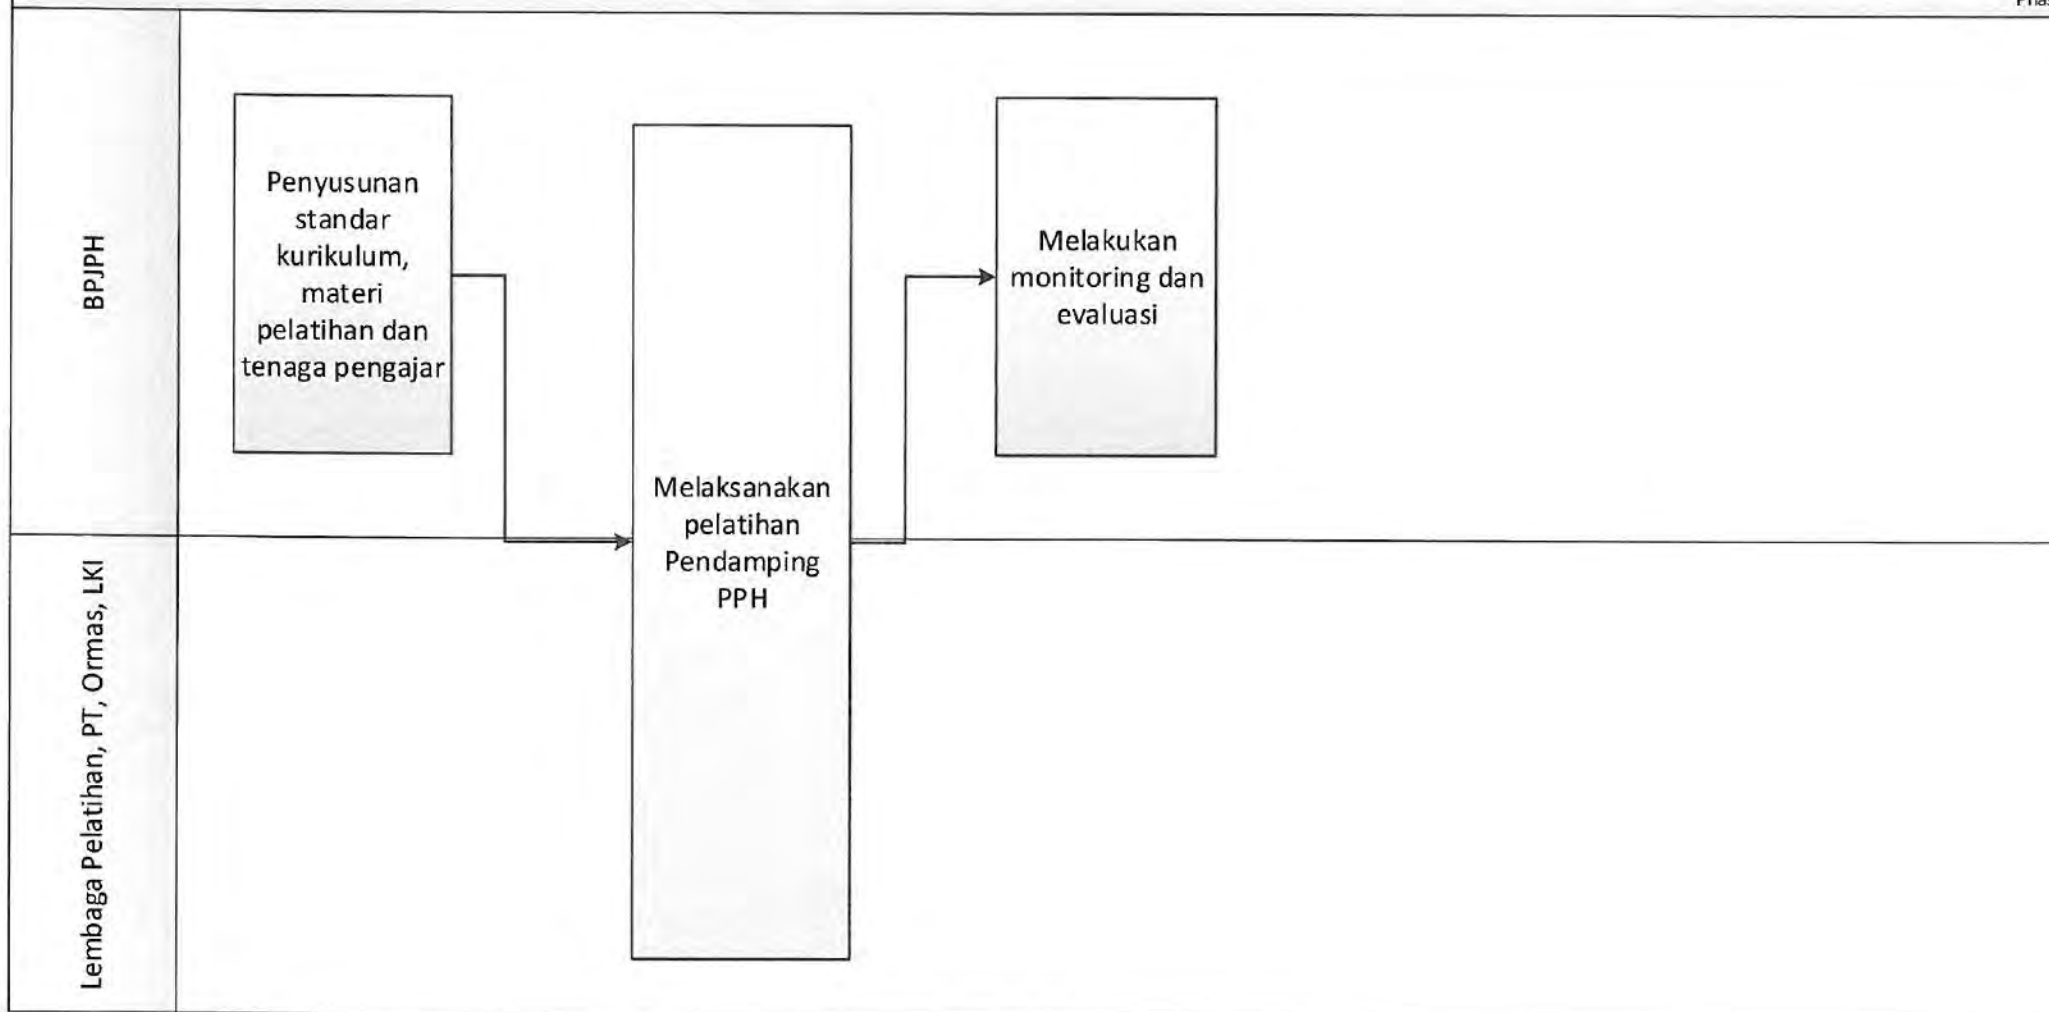 BPJPH
Penyusunan
standar
kurikulum,
materi
pelatihan dan
tenaga pengajar
Melaksanakan
pelatihan
Pendamping
PPH
Melakukan
monitoring dan
evaluasi
Lembaga Pelatihan, PT, Ormas, LKI